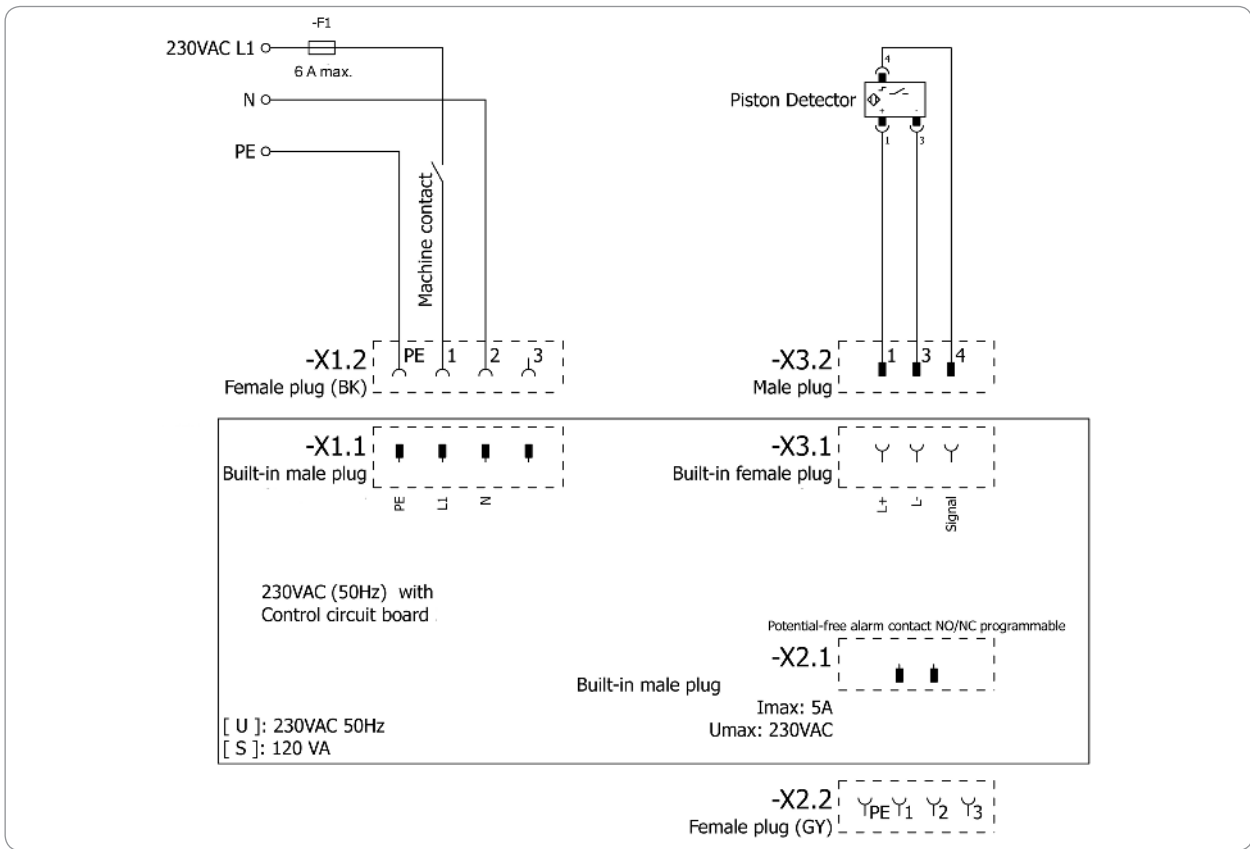 -F1
230VAC L1
6 A max.
N
PE
Machine contact
-X1.2
PE 1 2 3
Female plug (BK)
4
Piston Detector
+ -
1 3
-X3.2
1 3 4
Male plug
-X1.1
Built-in male plug
PE L1 N
-X3.1
Built-in female plug
L+ L- Signal
230VAC (50Hz) with
Control circuit board
Potential-free alarm contact NO/NC programmable
-X2.1
Built-in male plug
Imax: 5A
Umax: 230VAC
[ U ]: 230VAC 50Hz
[ S ]: 120 VA
-X2.2
PE 1 2 3
Female plug (GY)